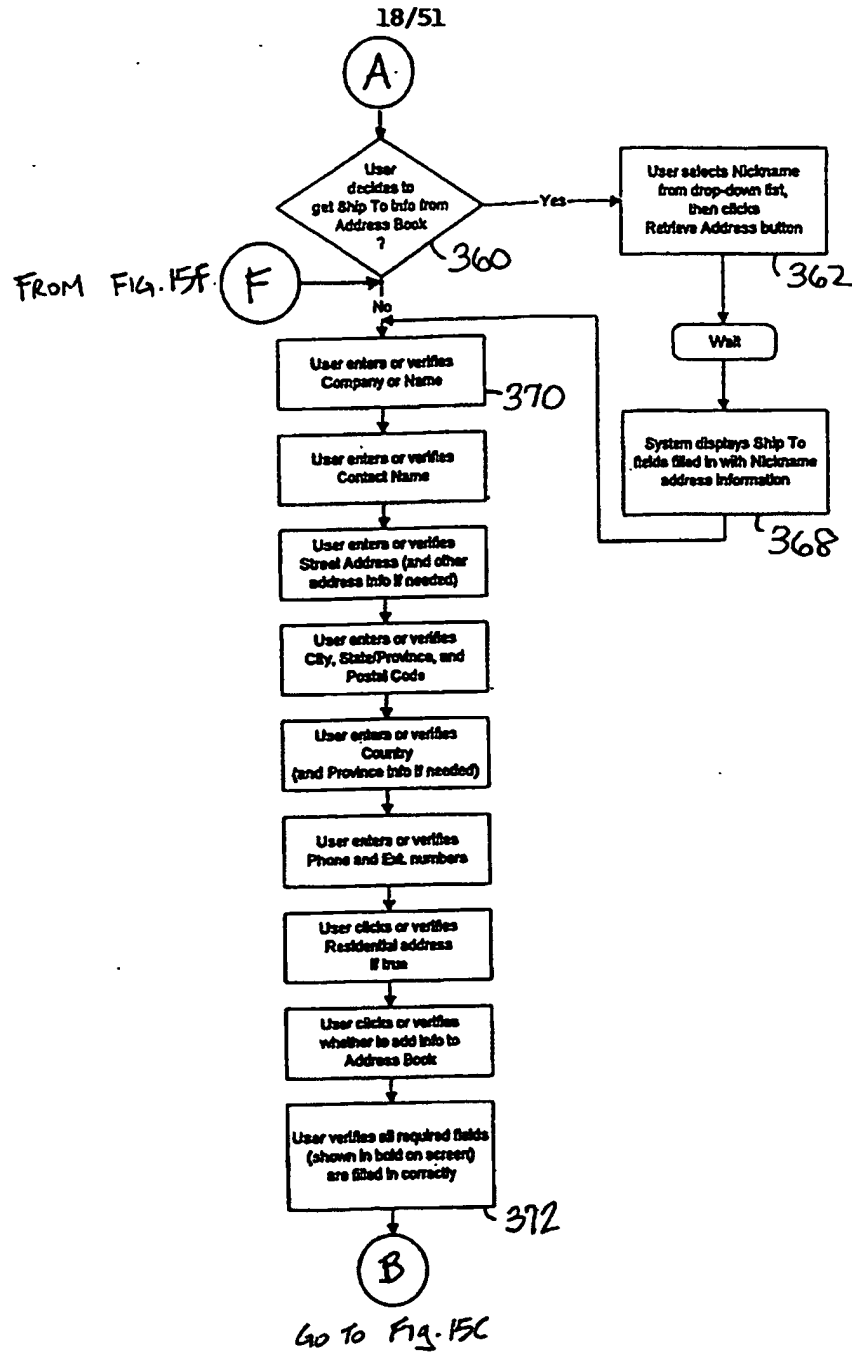 18/51
A
User
decides to
get Ship To Info from
Address Book
?
360
Yes
User selects Nickname
from drop-down list,
then clicks
Retrieve Address button
362
FROM FIG. 15f.
F
No
Wait
User enters or verifies
Company or Name
370
System displays Ship To
fields filled in with Nickname
address information
368
User enters or verifies
Contact Name
User enters or verifies
Street Address (and other
address info if needed)
User enters or verifies
City, State/Province, and
Postal Code
User enters or verifies
Country
(and Province info if needed)
User enters or verifies
Phone and Ext. numbers
User clicks or verifies
Residential address
if true
User clicks or verifies
whether to add info to
Address Book
User verifies all required fields
(shown in bold on screen)
are filled in correctly
372
B
GO TO Fig. 15C